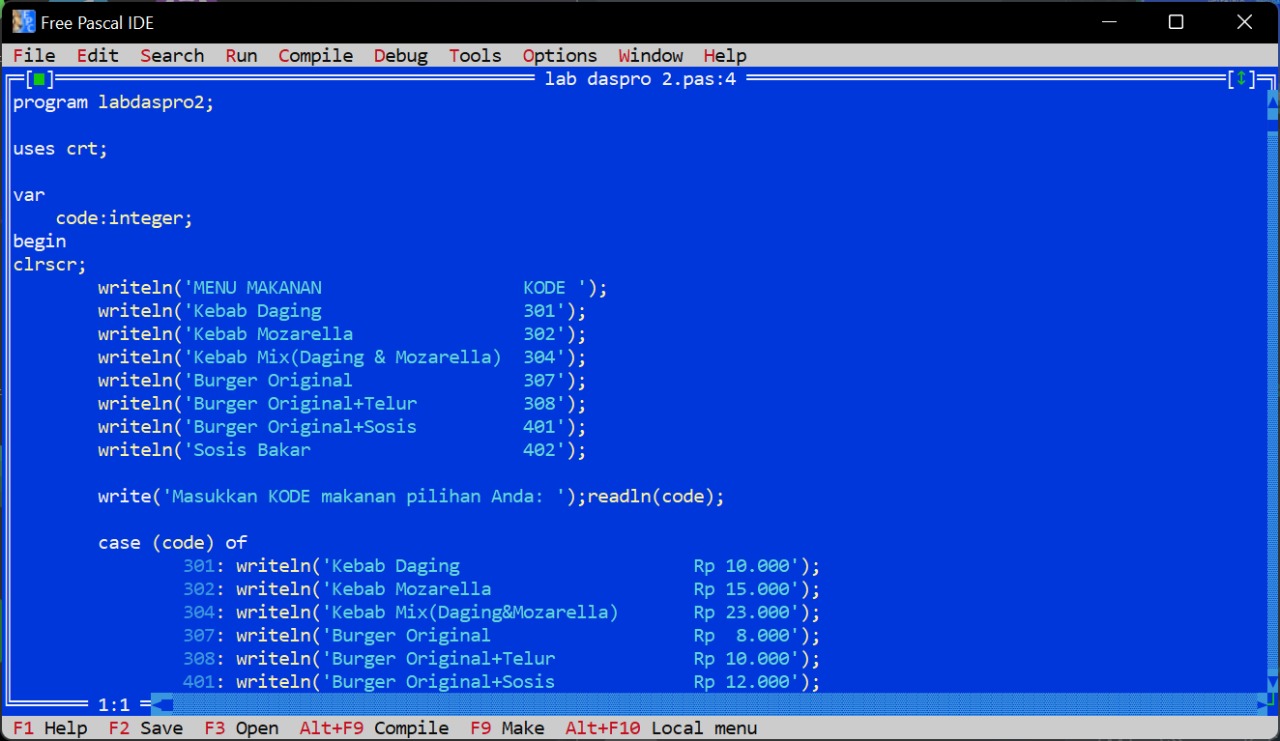 Free Pascal IDE
File Edit Search Run Compile Debug Tools Options Window Help
lab daspro 2.pas:4
program labdaspro2;
uses crt;
var
    code:integer;
begin
clrscr;
        writeln('MENU MAKANAN                   KODE ');
        writeln('Kebab Daging                   301');
        writeln('Kebab Mozarella                302');
        writeln('Kebab Mix(Daging & Mozarella)  304');
        writeln('Burger Original                307');
        writeln('Burger Original+Telur          308');
        writeln('Burger Original+Sosis          401');
        writeln('Sosis Bakar                    402');
        write('Masukkan KODE makanan pilihan Anda: ');readln(code);
        case (code) of
                301: writeln('Kebab Daging                      Rp 10.000');
                302: writeln('Kebab Mozarella                   Rp 15.000');
                304: writeln('Kebab Mix(Daging&Mozarella)       Rp 23.000');
                307: writeln('Burger Original                   Rp  8.000');
                308: writeln('Burger Original+Telur             Rp 10.000');
                401: writeln('Burger Original+Sosis             Rp 12.000');
1:1
F1 Help F2 Save F3 Open Alt+F9 Compile F9 Make Alt+F10 Local menu